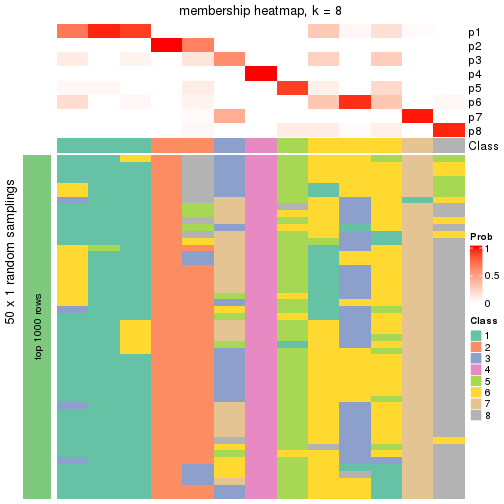 membership heatmap, k = 8
p1
p2
p3
p4
p5
p6
p7
p8
Class
50 x 1 random samplings
top 1000 rows
Prob
1
0.5
0
Class
1
2
3
4
5
6
7
8